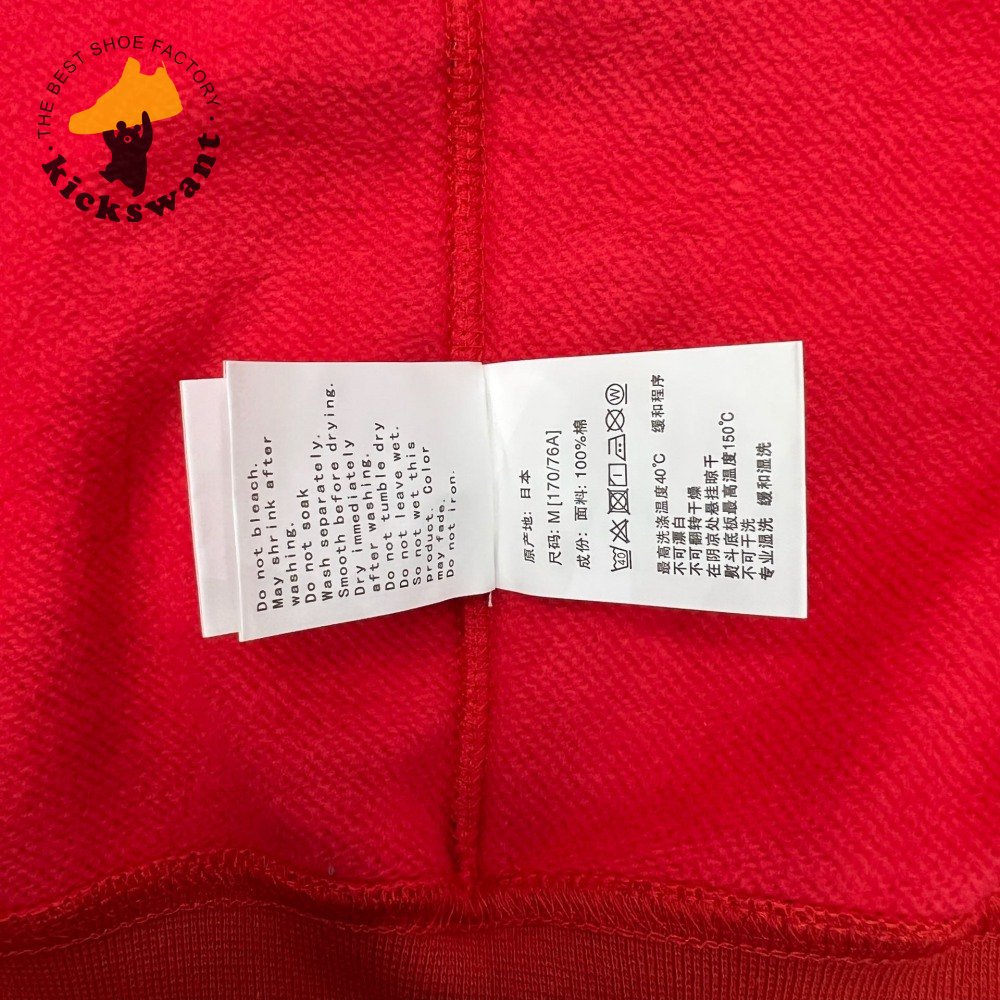 THE BEST SHOE FACTORY
kickswant
Do not bleach.
May shrink after
washing.
Do not soak
Wash separately.
Smooth before drying.
Dry immediately
after washing.
Do not tumble dry
Do not leave wet.
So not wet this
Product. Color
may fade.
Do not iron.
原产地: 日本
尺码: M [170/76A]
成份: 面料: 100%棉
40 W
最高洗涤温度40℃ 缓和程序
不可漂白
不可翻转干燥
在阴凉处悬挂晾干
熨斗底板最高温度150℃
不可干洗
专业湿洗 缓和湿洗